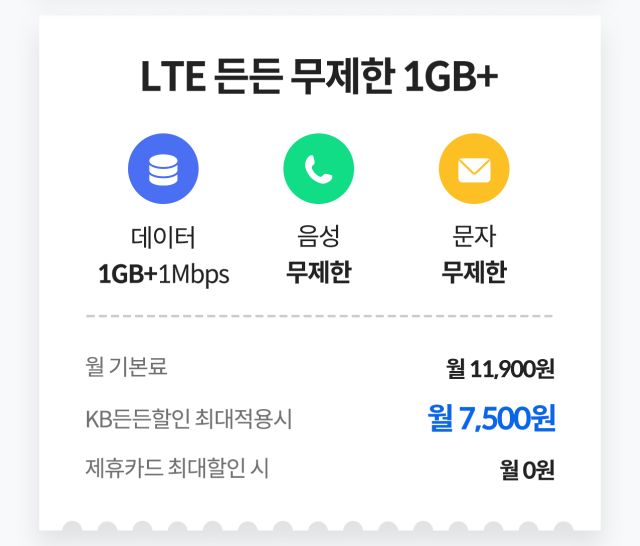 LTE 든든 무제한 1GB+
데이터 음성 문자
1GB+1Mbps 무제한 무제한
월 기본료 월 11,900원
KB든든할인 최대적용시 월 7,500원
제휴카드 최대할인 시 월 0원